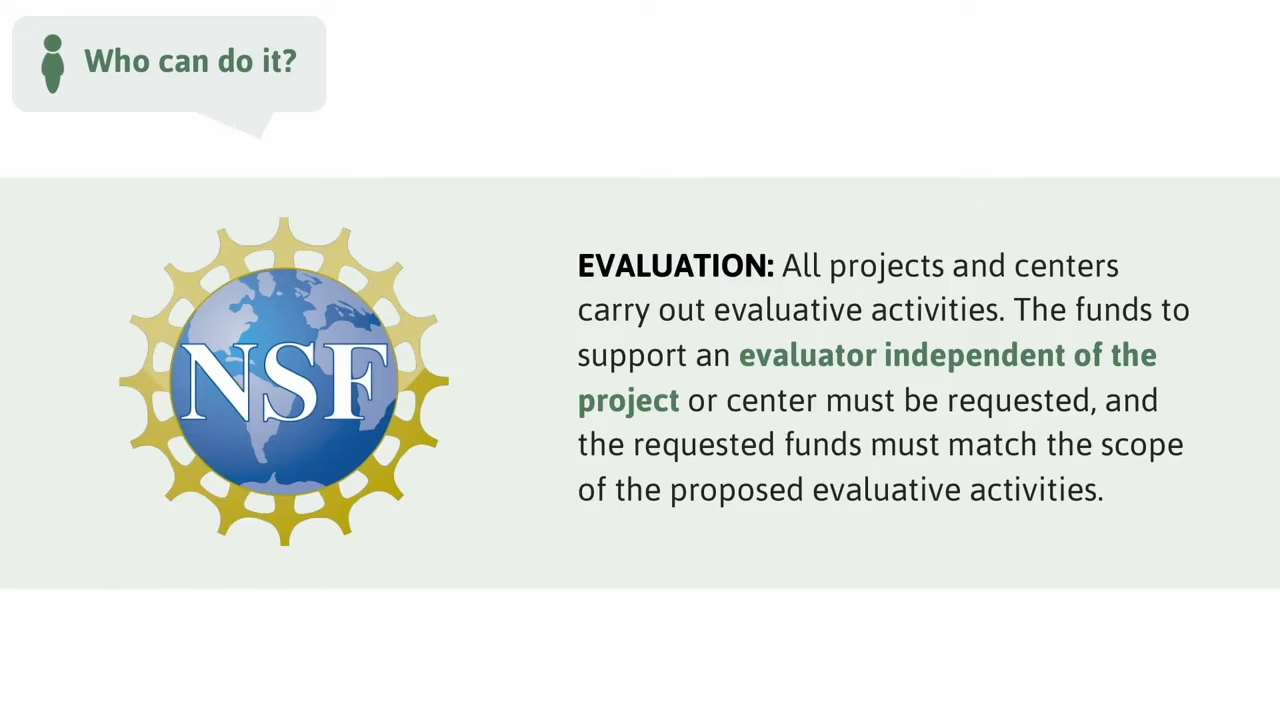 Who can do it?
NSF
EVALUATION: All projects and centers
carry out evaluative activities. The funds to
support an evaluator independent of the
project or center must be requested, and
the requested funds must match the scope
of the proposed evaluative activities.